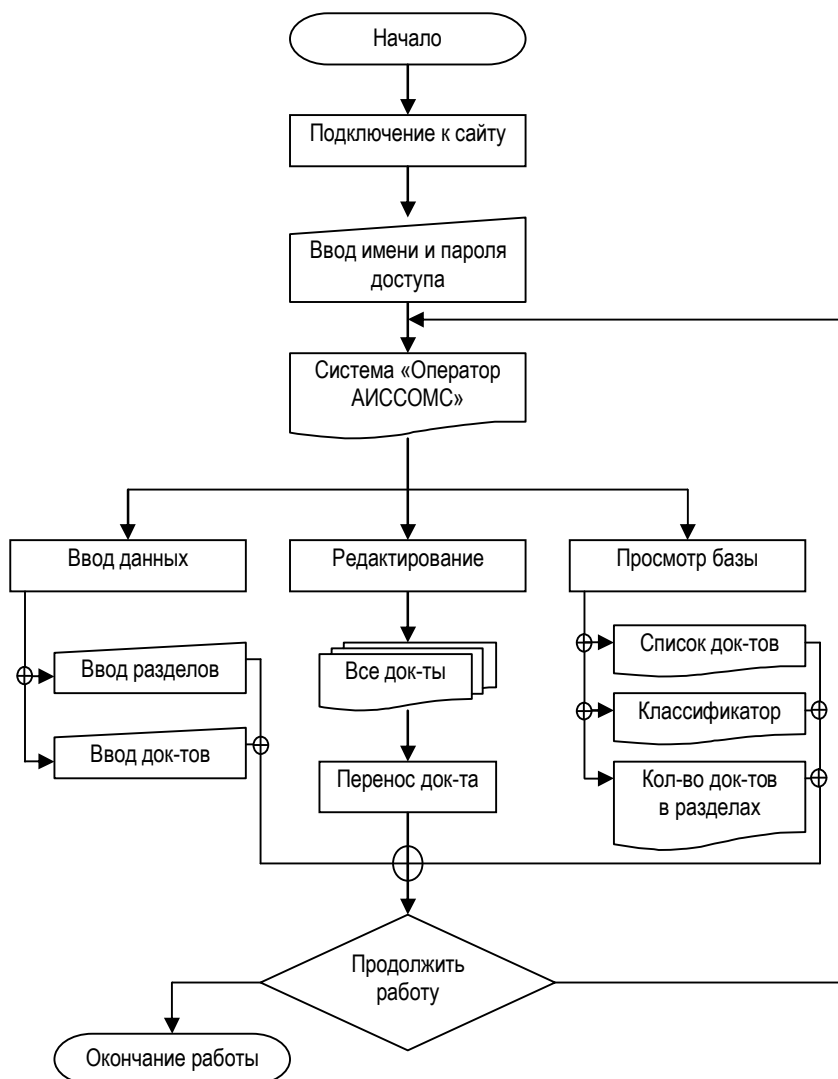 Начало
Подключение к сайту
Ввод имени и пароля
доступа
Система «Оператор
АИССОМС»
Ввод данных
Редактирование
Просмотр базы
Ввод разделов
Ввод док-тов
Все док-ты
Перенос док-та
Список док-тов
Классификатор
Кол-во док-тов
в разделах
Продолжить
работу
Окончание работы